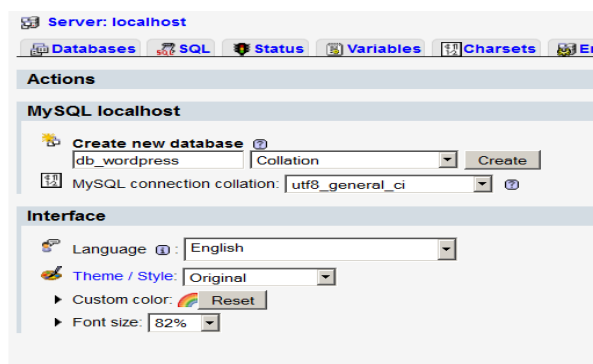 Server: localhost
Databases SQL Status Variables Charsets
Actions
MySQL localhost
Create new database
db_wordpress Collation Create
MySQL connection collation: utf8_general_ci
Interface
Language : English
Theme / Style: Original
Custom color: Reset
Font size: 82%